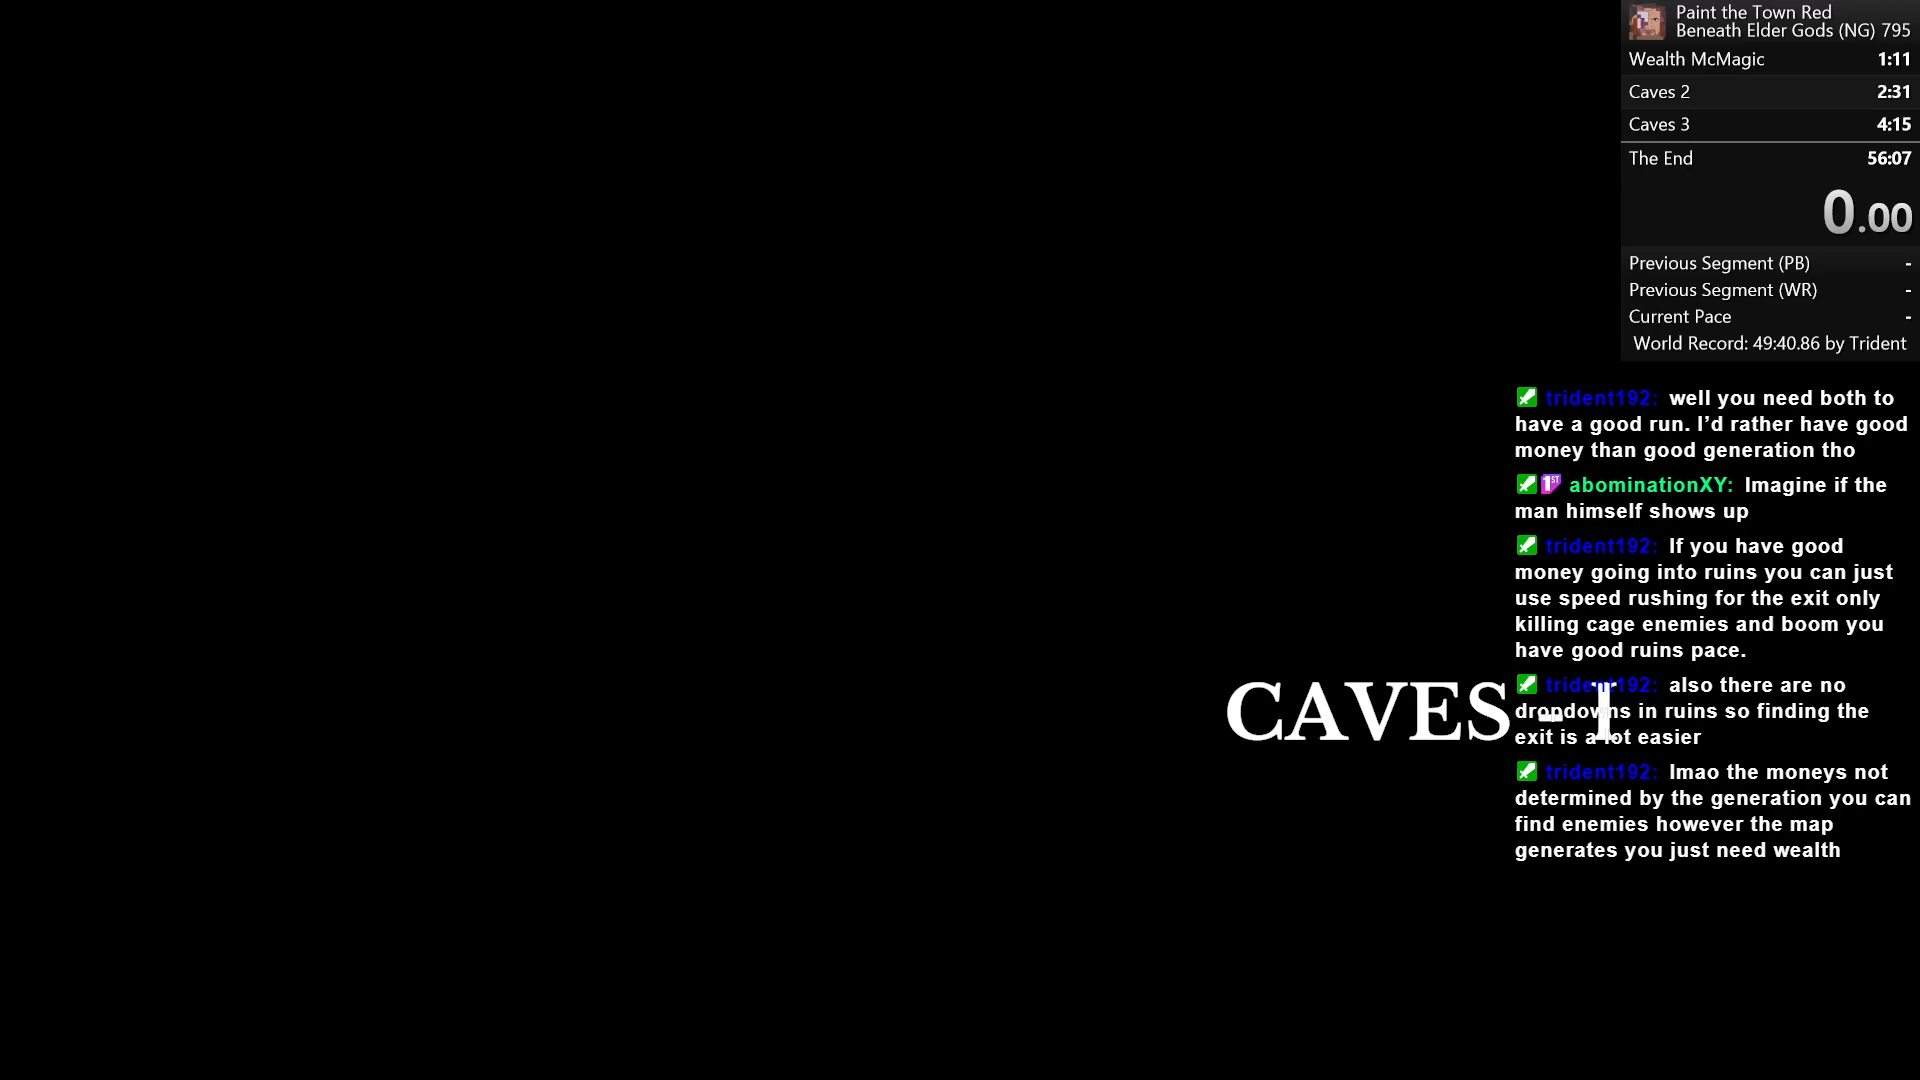 Paint the Town Red
Beneath Elder Gods (NG) 795
Wealth McMagic 1:11
Caves 2 2:31
Caves 3 4:15
The End 56:07
0.00
Previous Segment (PB) -
Previous Segment (WR) -
Current Pace -
World Record: 49:40.86 by Trident
trident192: well you need both to
have a good run. I’d rather have good
money than good generation tho
1ST abominationXY: Imagine if the
man himself shows up
trident192: If you have good
money going into ruins you can just
use speed rushing for the exit only
killing cage enemies and boom you
have good ruins pace.
CAVES - I
trident192: also there are no
dropdowns in ruins so finding the
exit is a lot easier
trident192: lmao the moneys not
determined by the generation you can
find enemies however the map
generates you just need wealth